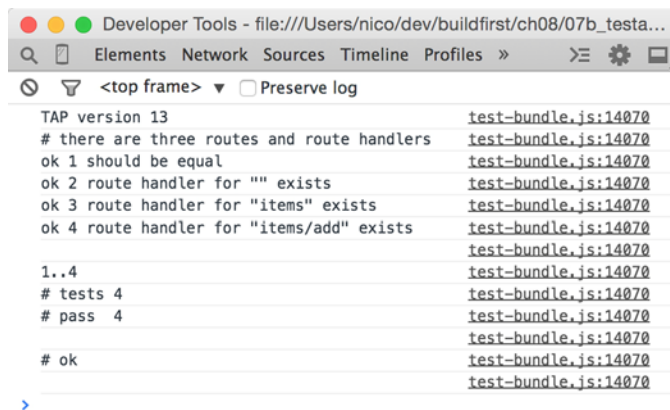 Developer Tools - file:///Users/nico/dev/buildfirst/ch08/07b_testa...
Elements Network Sources Timeline Profiles »
<top frame> ▼ Preserve log
TAP version 13 test-bundle.js:14070
# there are three routes and route handlers test-bundle.js:14070
ok 1 should be equal test-bundle.js:14070
ok 2 route handler for "" exists test-bundle.js:14070
ok 3 route handler for "items" exists test-bundle.js:14070
ok 4 route handler for "items/add" exists test-bundle.js:14070
test-bundle.js:14070
1..4 test-bundle.js:14070
# tests 4 test-bundle.js:14070
# pass  4 test-bundle.js:14070
test-bundle.js:14070
# ok test-bundle.js:14070
test-bundle.js:14070
>